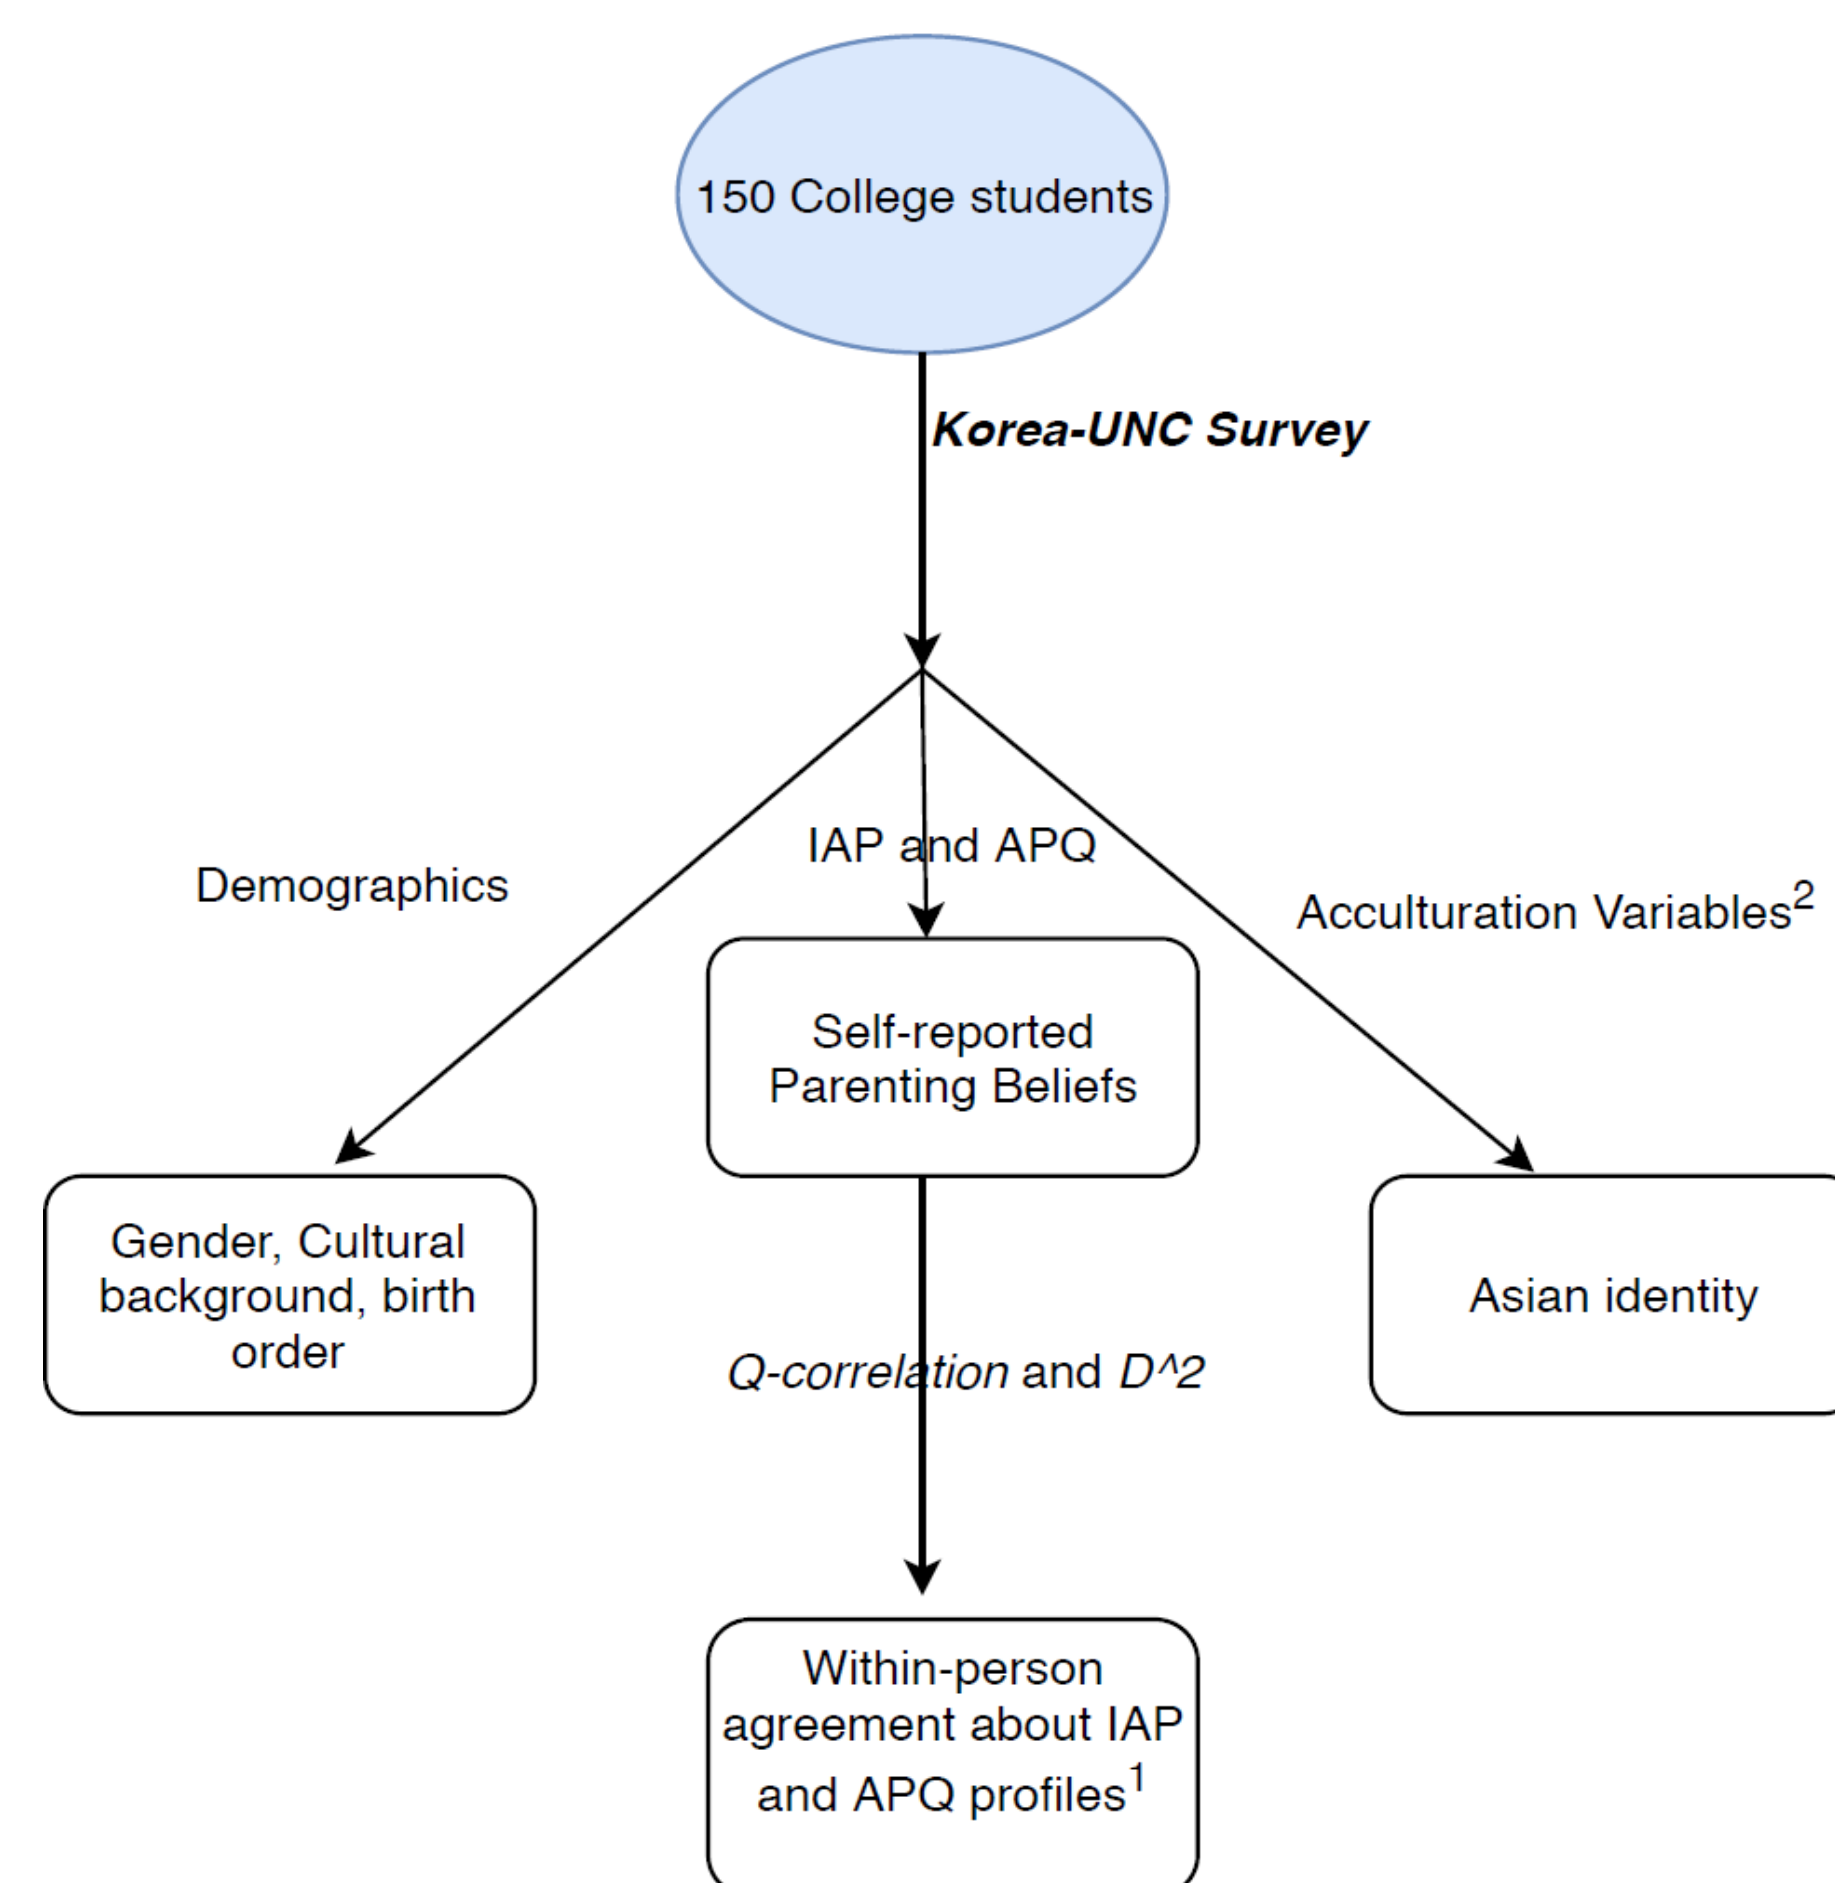 150 College students
Korea-UNC Survey
Demographics
IAP and APQ
Acculturation Variables²
Self-reported
Parenting Beliefs
Gender, Cultural
background, birth
order
Asian identity
Q-correlation and D^2
Within-person
agreement about IAP
and APQ profiles¹